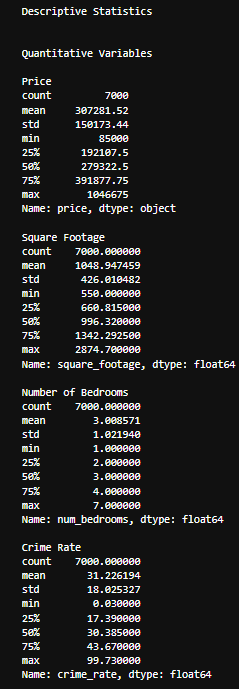 Descriptive Statistics
Quantitative Variables
Price
count 7000
mean 307281.52
std 150173.44
min 85000
25% 192107.5
50% 279322.5
75% 391877.75
max 1046675
Name: price, dtype: object
Square Footage
count 7000.000000
mean 1048.947459
std 426.010482
min 550.000000
25% 660.815000
50% 996.320000
75% 1342.292500
max 2874.700000
Name: square_footage, dtype: float64
Number of Bedrooms
count 7000.000000
mean 3.008571
std 1.021940
min 1.000000
25% 2.000000
50% 3.000000
75% 4.000000
max 7.000000
Name: num_bedrooms, dtype: float64
Crime Rate
count 7000.000000
mean 31.226194
std 18.025327
min 0.030000
25% 17.390000
50% 30.385000
75% 43.670000
max 99.730000
Name: crime_rate, dtype: float64